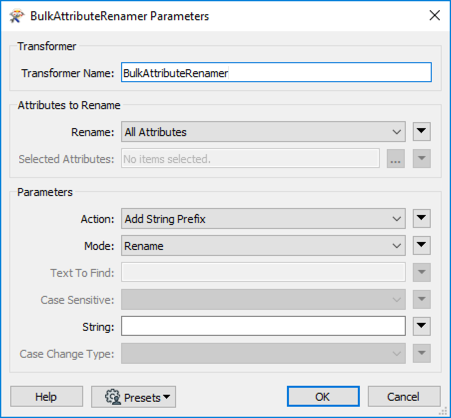 BulkAttributeRenamer Parameters
Transformer
Transformer Name: BulkAttributeRenamer
Attributes to Rename
Rename: All Attributes
Selected Attributes: No items selected. ...
Parameters
Action: Add String Prefix
Mode: Rename
Text To Find:
Case Sensitive:
String:
Case Change Type:
Help Presets OK Cancel